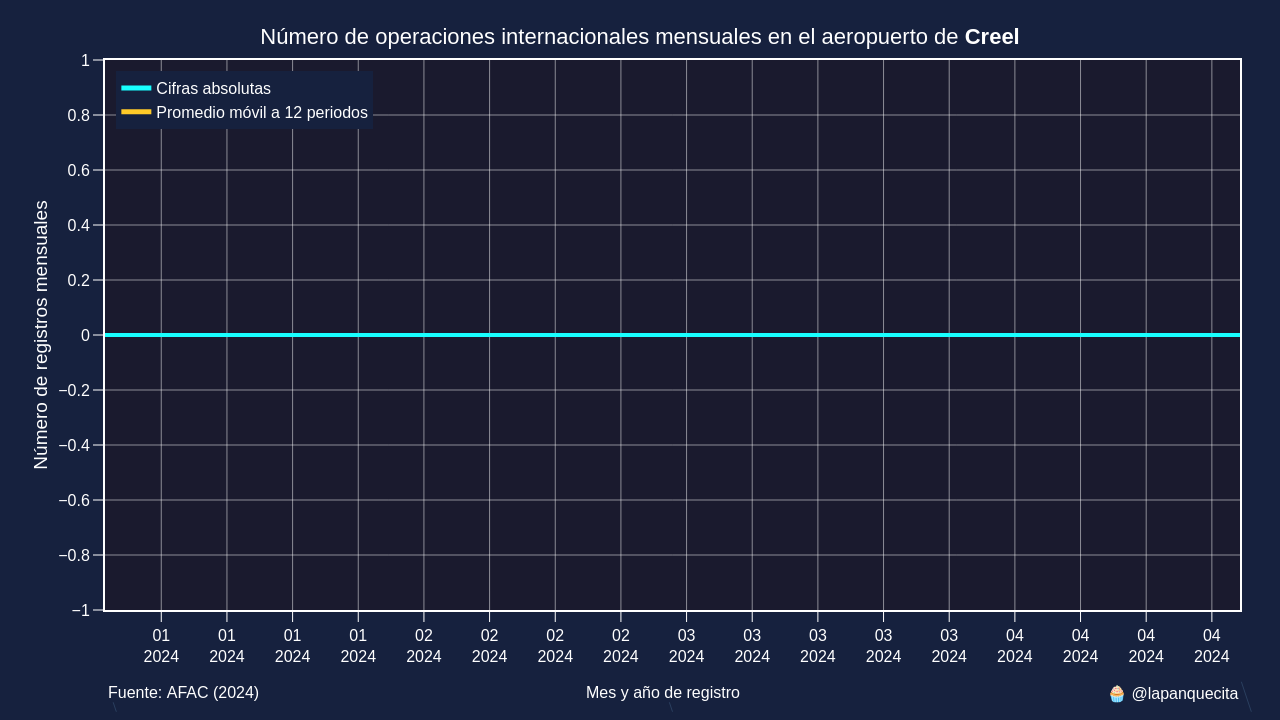 Número de operaciones internacionales mensuales en el aeropuerto de Creel
Cifras absolutas
Promedio móvil a 12 periodos
Número de registros mensuales
1
0.8
0.6
0.4
0.2
0
−0.2
−0.4
−0.6
−0.8
−1
01 01 01 01 02 02 02 02 03 03 03 03 03 04 04 04 04
2024 2024 2024 2024 2024 2024 2024 2024 2024 2024 2024 2024 2024 2024 2024 2024 2024
Fuente: AFAC (2024)
Mes y año de registro
🧁 @lapanquecita